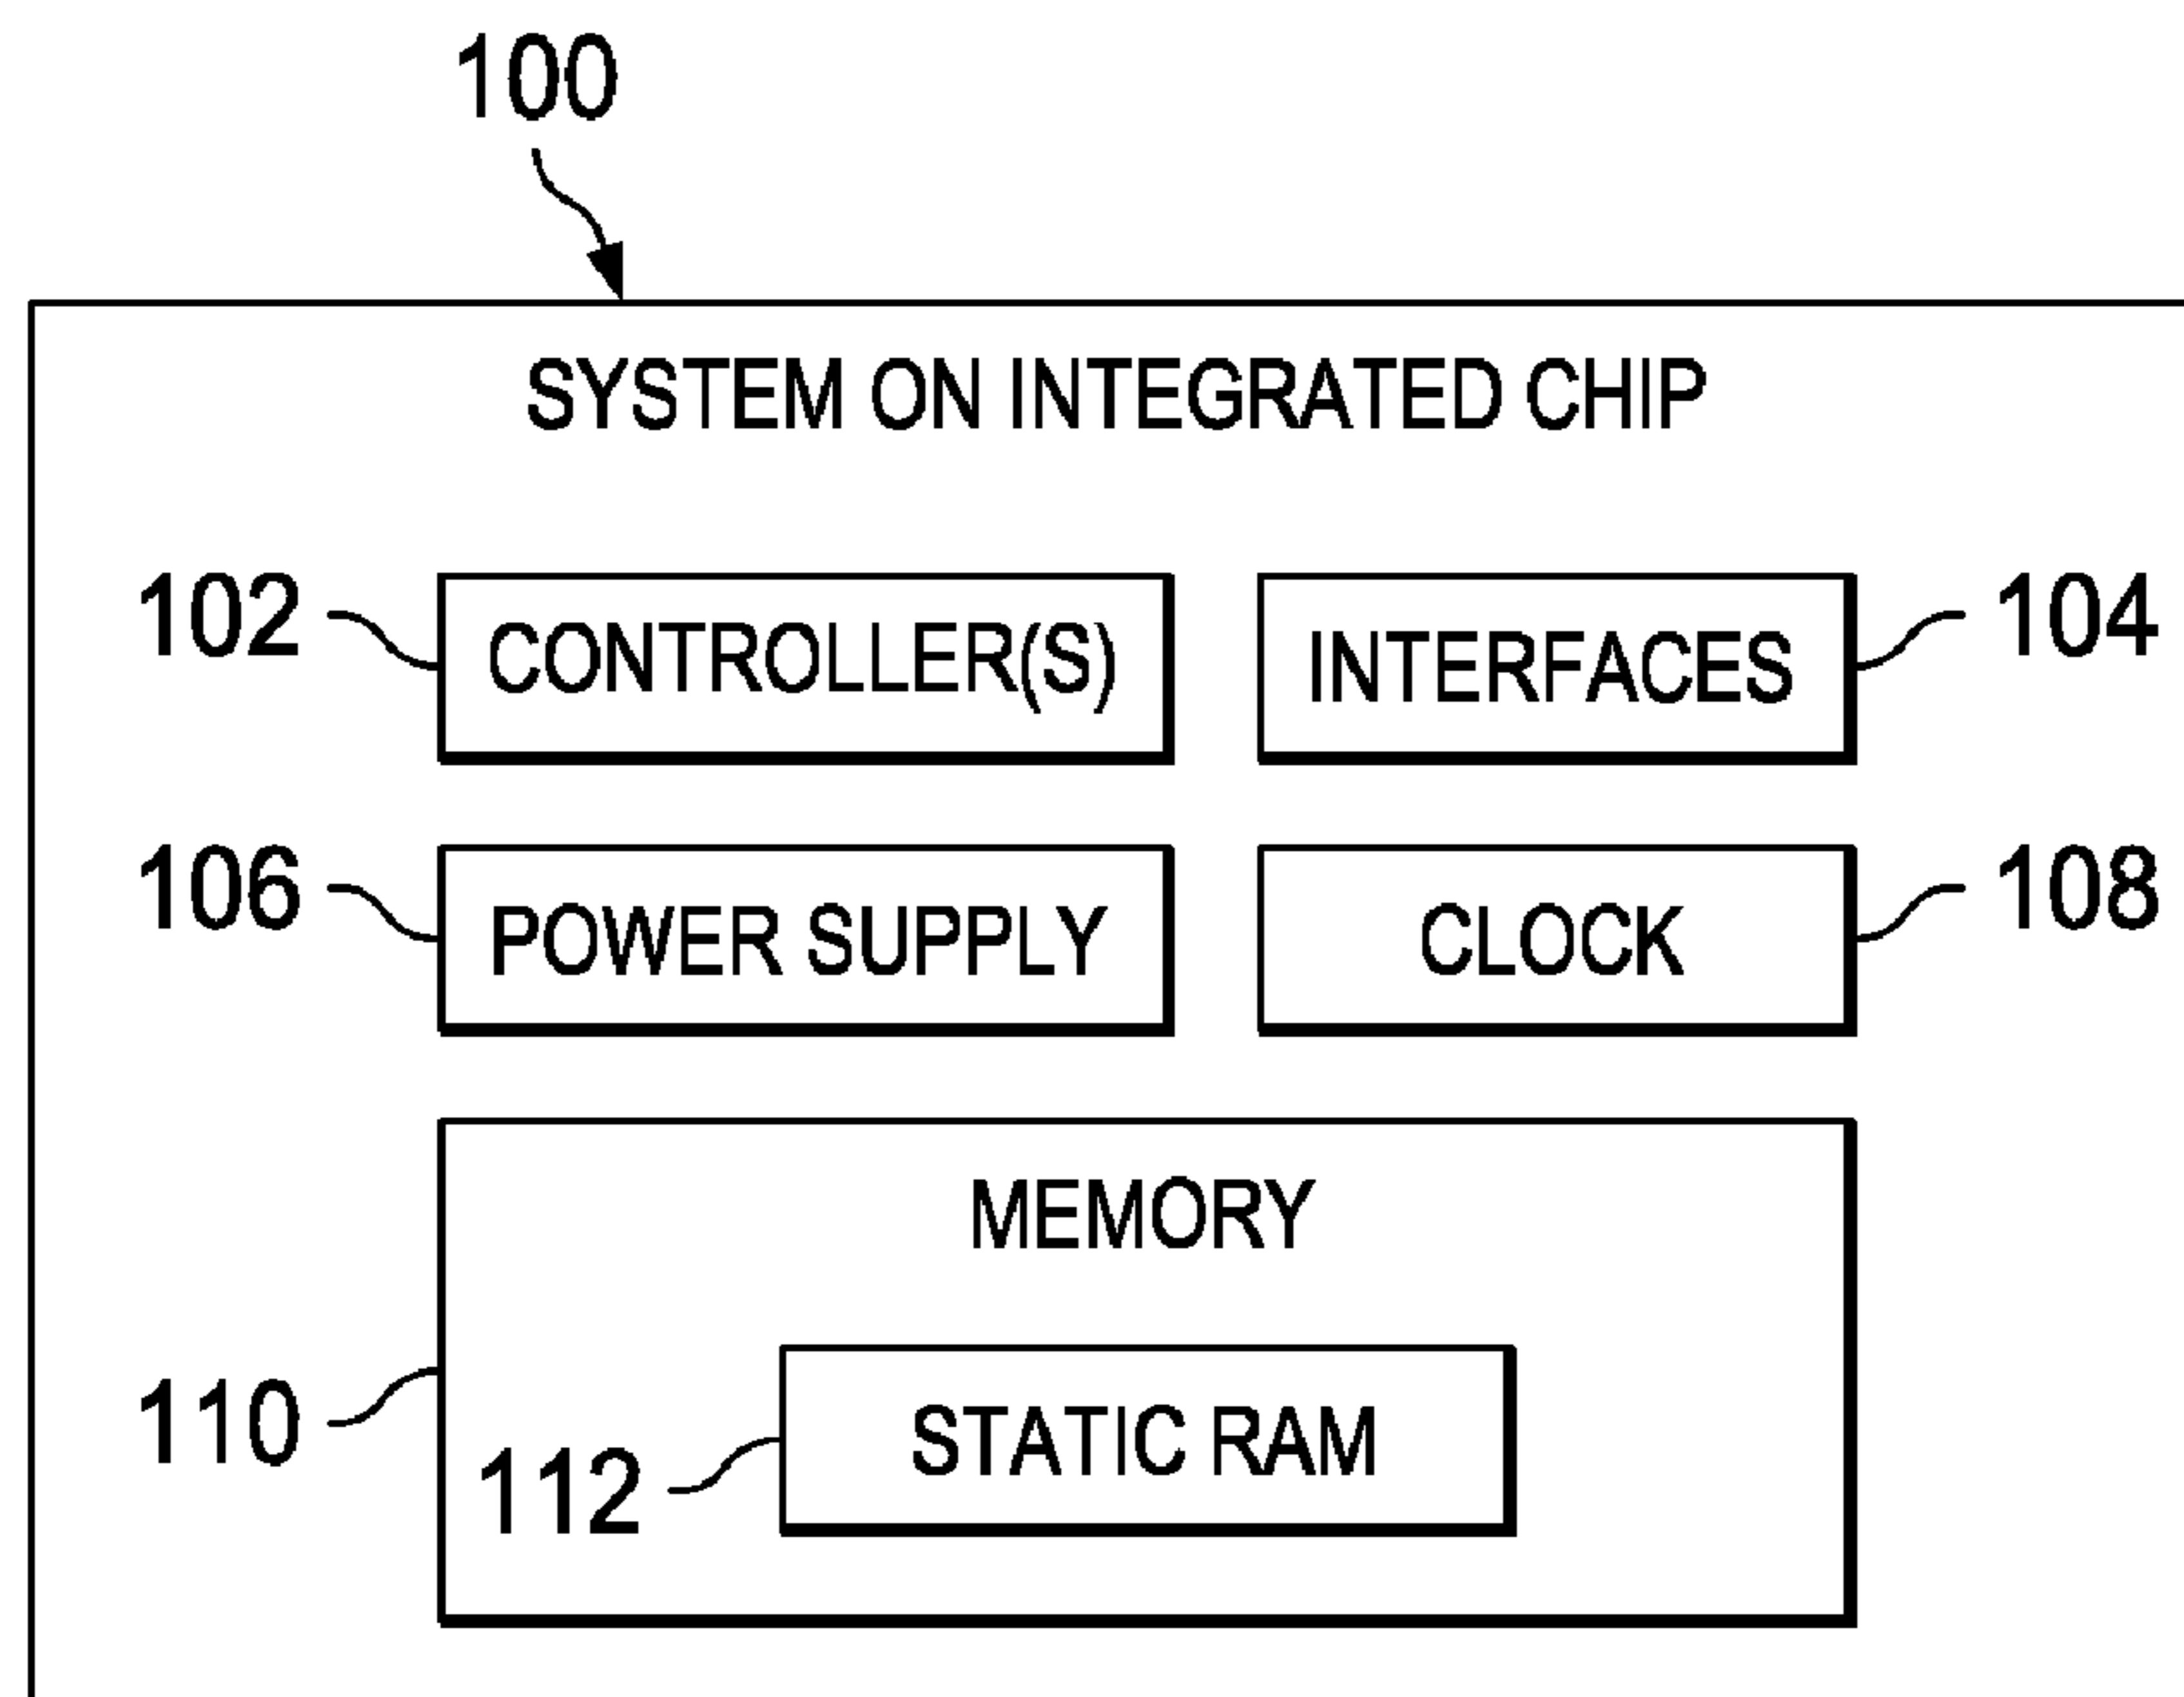 100
SYSTEM ON INTEGRATED CHIP
102 CONTROLLER(S) INTERFACES 104
106 POWER SUPPLY CLOCK 108
MEMORY
110
STATIC RAM
112